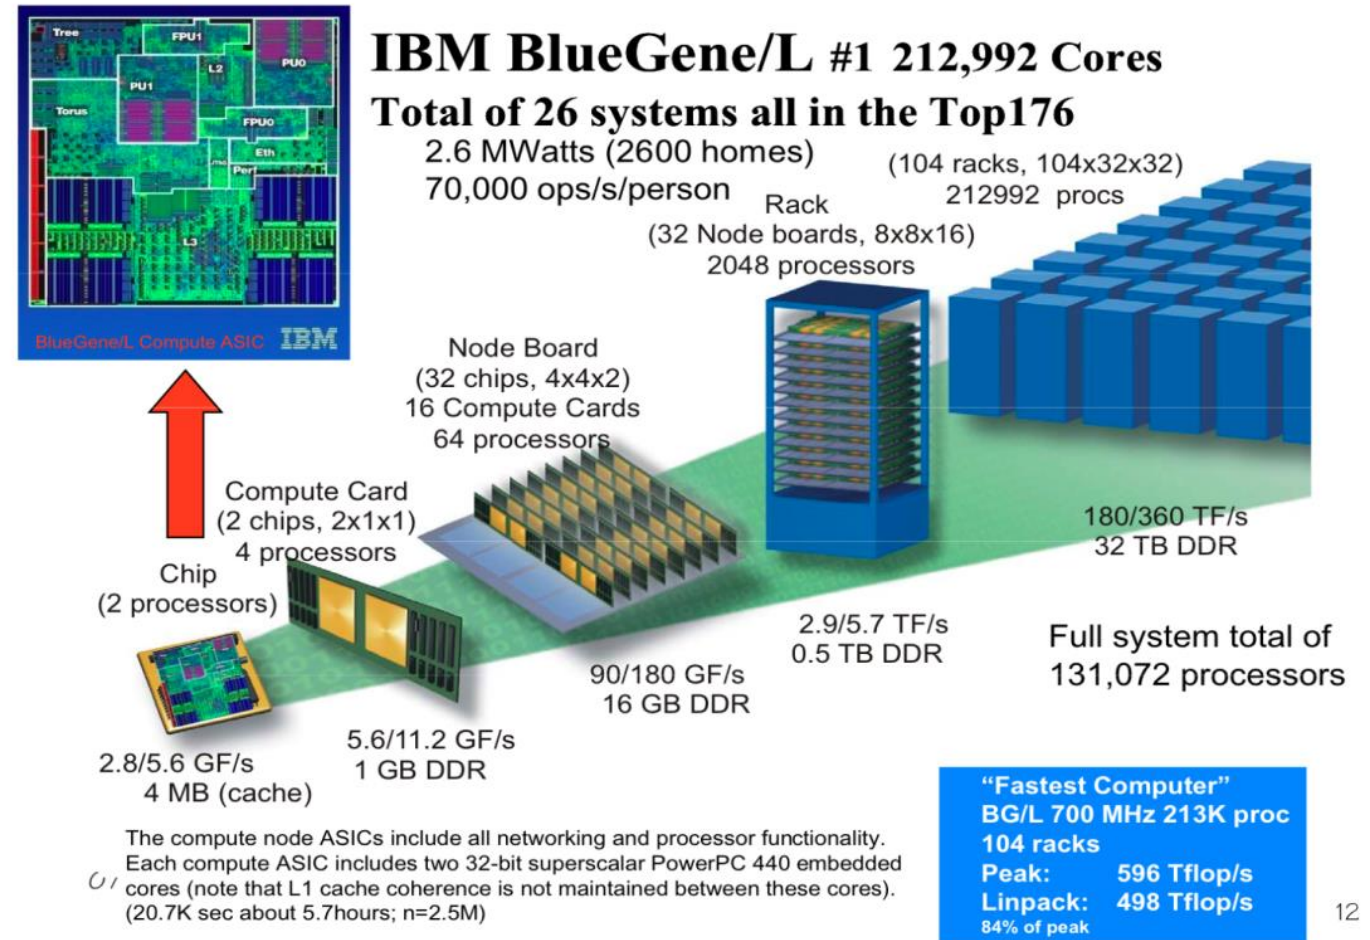 Tree
FPU1
PU0
L2
PU1
Torus
FPU0
JTAG
Eth
Perf
L3
BlueGene/L Compute ASIC IBM
IBM BlueGene/L #1 212,992 Cores
Total of 26 systems all in the Top176
2.6 MWatts (2600 homes)
70,000 ops/s/person
(104 racks, 104x32x32)
212992 procs
Rack
(32 Node boards, 8x8x16)
2048 processors
Node Board
(32 chips, 4x4x2)
16 Compute Cards
64 processors
Compute Card
(2 chips, 2x1x1)
4 processors
Chip
(2 processors)
180/360 TF/s
32 TB DDR
2.9/5.7 TF/s
0.5 TB DDR
90/180 GF/s
16 GB DDR
5.6/11.2 GF/s
1 GB DDR
2.8/5.6 GF/s
4 MB (cache)
Full system total of
131,072 processors
The compute node ASICs include all networking and processor functionality.
Each compute ASIC includes two 32-bit superscalar PowerPC 440 embedded
cores (note that L1 cache coherence is not maintained between these cores).
(20.7K sec about 5.7hours; n=2.5M)
“Fastest Computer”
BG/L 700 MHz 213K proc
104 racks
Peak: 596 Tflop/s
Linpack: 498 Tflop/s
84% of peak
12